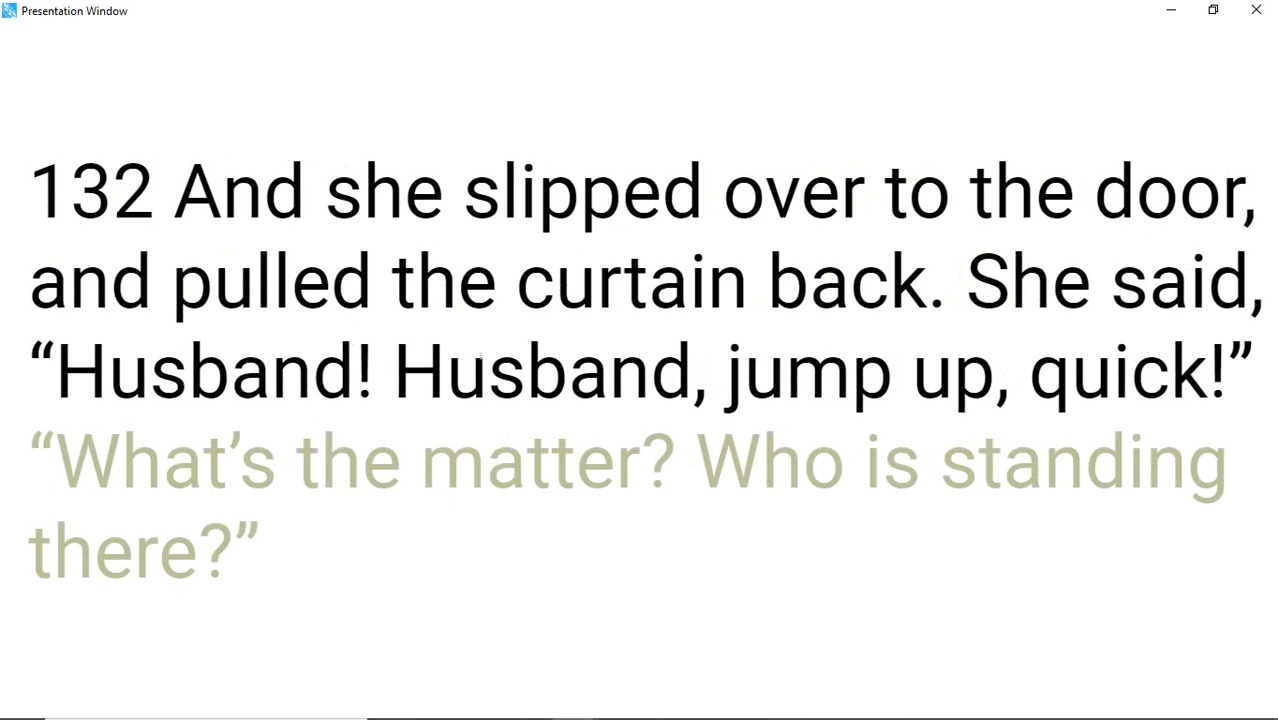 Presentation Window
132 And she slipped over to the door,
and pulled the curtain back. She said,
“Husband! Husband, jump up, quick!”
“What’s the matter? Who is standing
there?”